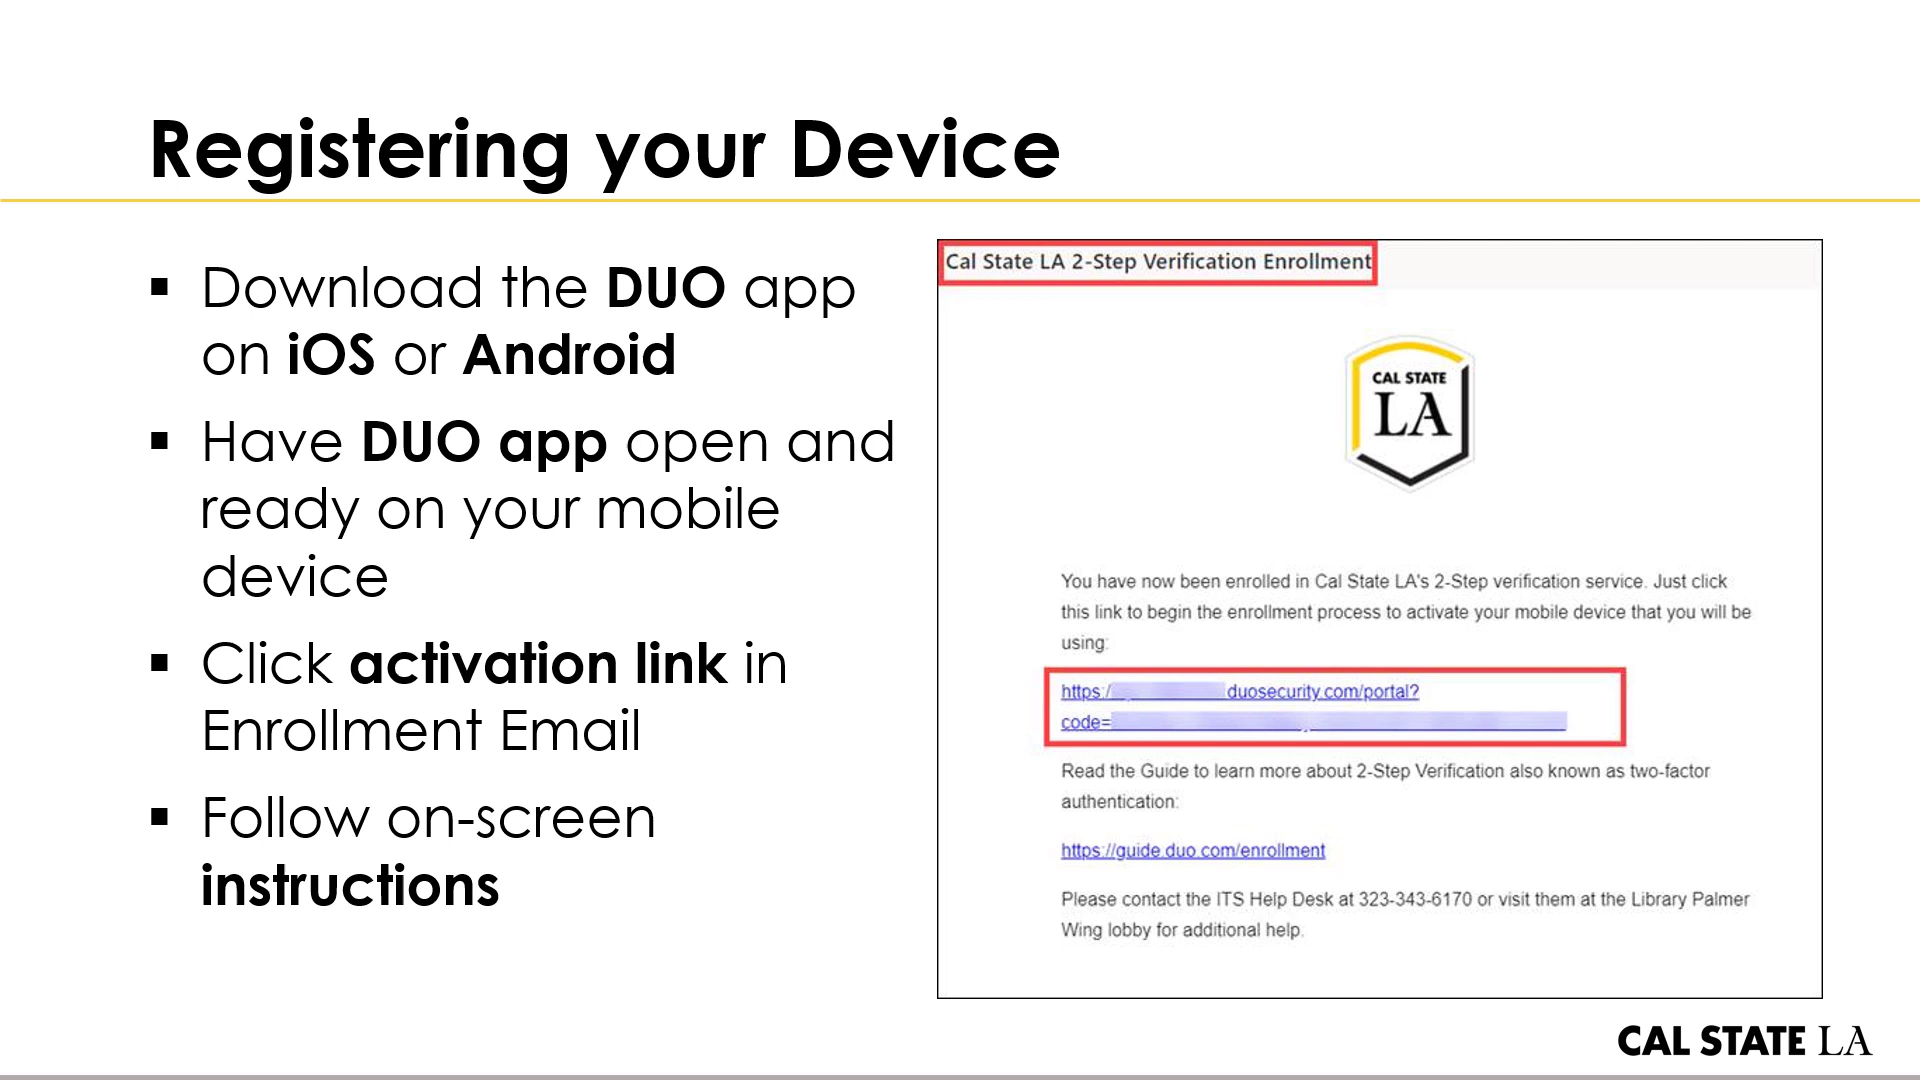 Registering your Device
▪ Download the DUO app
on iOS or Android
▪ Have DUO app open and
ready on your mobile
device
▪ Click activation link in
Enrollment Email
▪ Follow on-screen
instructions
Cal State LA 2-Step Verification Enrollment
CAL STATE
LA
You have now been enrolled in Cal State LA's 2-Step verification service. Just click
this link to begin the enrollment process to activate your mobile device that you will be
using:
https:/ duosecurity.com/portal?
code=
Read the Guide to learn more about 2-Step Verification also known as two-factor
authentication:
https://guide.duo.com/enrollment
Please contact the ITS Help Desk at 323-343-6170 or visit them at the Library Palmer
Wing lobby for additional help.
CAL STATE LA